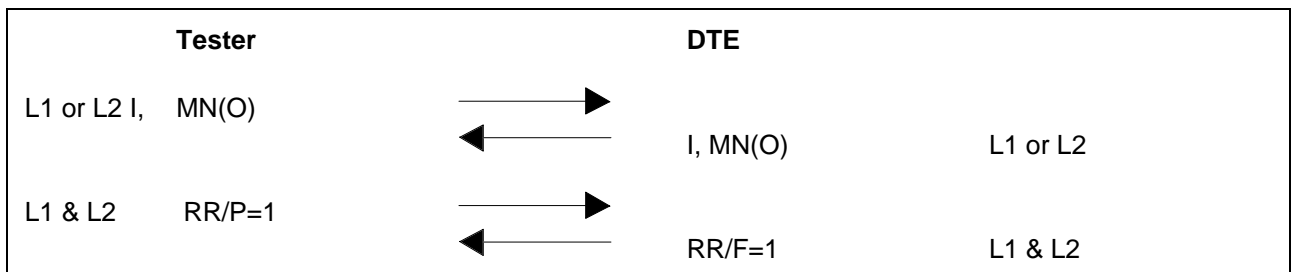 Tester DTE
L1 or L2 I, MN(O)
I, MN(O) L1 or L2
L1 & L2 RR/P=1
RR/F=1 L1 & L2